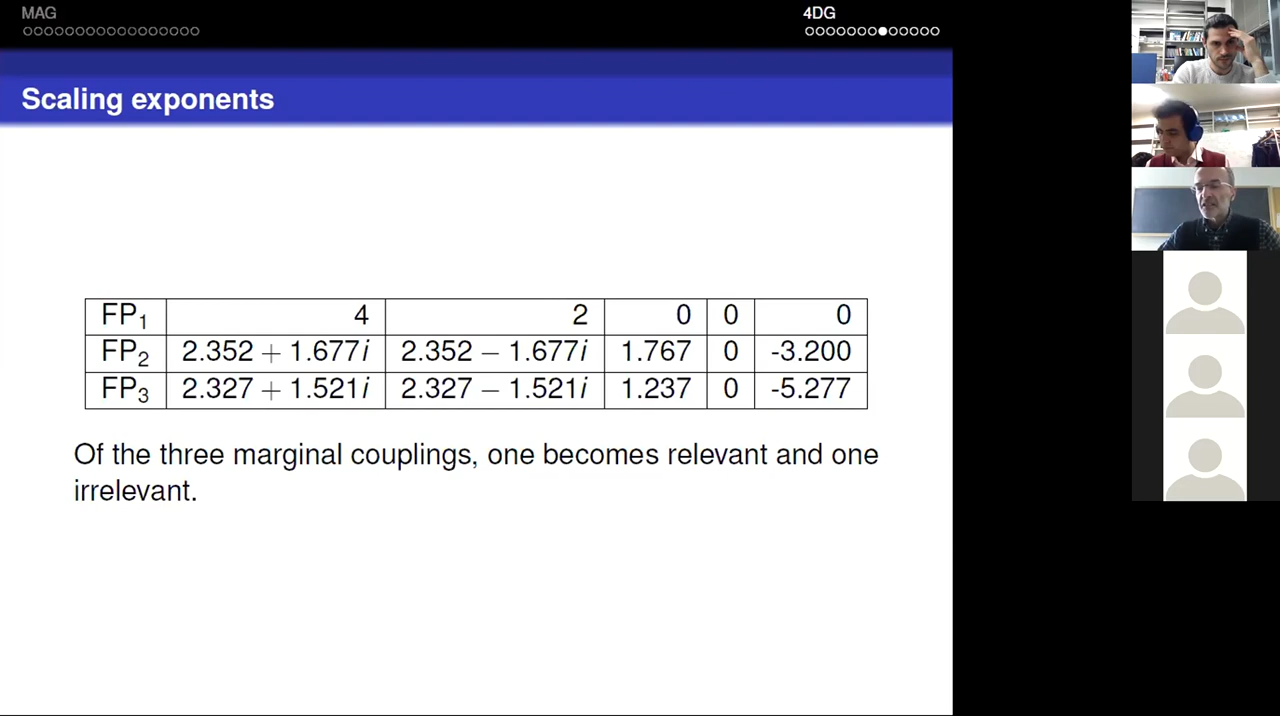 MAG
4DG
Scaling exponents
FP₁ 4 2 0 0 0
FP₂ 2.352 + 1.677i 2.352 − 1.677i 1.767 0 -3.200
FP₃ 2.327 + 1.521i 2.327 − 1.521i 1.237 0 -5.277
Of the three marginal couplings, one becomes relevant and one
irrelevant.